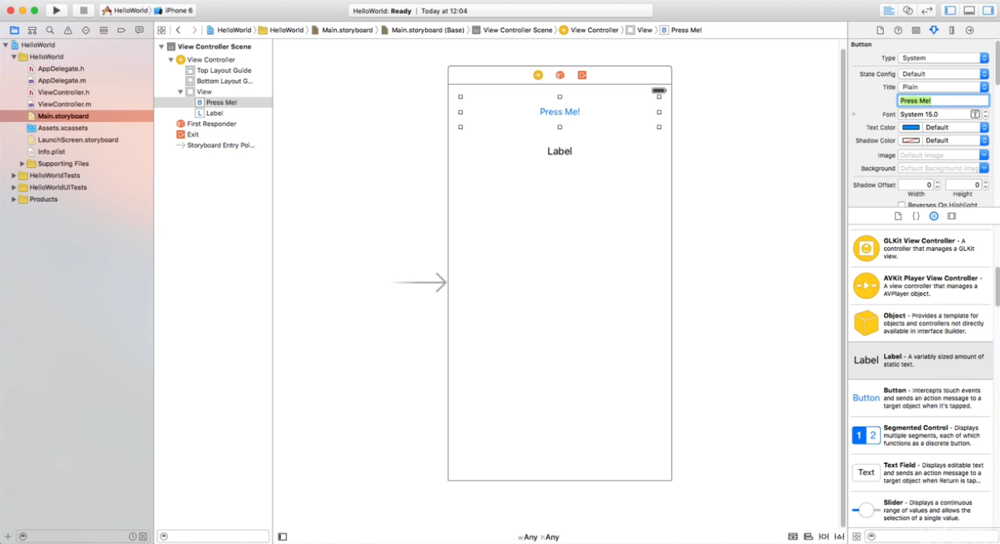 HelloWorld iPhone 6
HelloWorld: Ready | Today at 12:04
HelloWorld HelloWorld Main.storyboard Main.storyboard (Base) View Controller Scene View Controller View B Press Me!
HelloWorld
HelloWorld
h AppDelegate.h
m AppDelegate.m
h ViewController.h
m ViewController.m
Main.storyboard
Assets.xcassets
LaunchScreen.storyboard
Info.plist
Supporting Files
HelloWorldTests
HelloWorldUITests
Products
View Controller Scene
View Controller
Top Layout Guide
Bottom Layout G...
View
B Press Me!
L Label
First Responder
Exit
Storyboard Entry Poi...
Press Me!
Label
wAny hAny
Button
Type System
State Config Default
Title Plain
Press Me!
Font System 15.0
Text Color Default
Shadow Color Default
Image Default Image
Background Default Background Imag
Shadow Offset 0 0
Width Height
Reverses On Highlight
GLKit View Controller - A
controller that manages a GLKit
view.
AVKit Player View Controller -
A view controller that manages a
AVPlayer object.
Object - Provides a template for
objects and controllers not directly
available in Interface Builder.
Label
Label - A variably sized amount of
static text.
Button
Button - Intercepts touch events
and sends an action message to a
target object when it's tapped.
1 2
Segmented Control - Displays
multiple segments, each of which
functions as a discrete button.
Text
Text Field - Displays editable text
and sends an action message to a
target object when Return is tap...
Slider - Displays a continuous
range of values and allows the
selection of a single value.